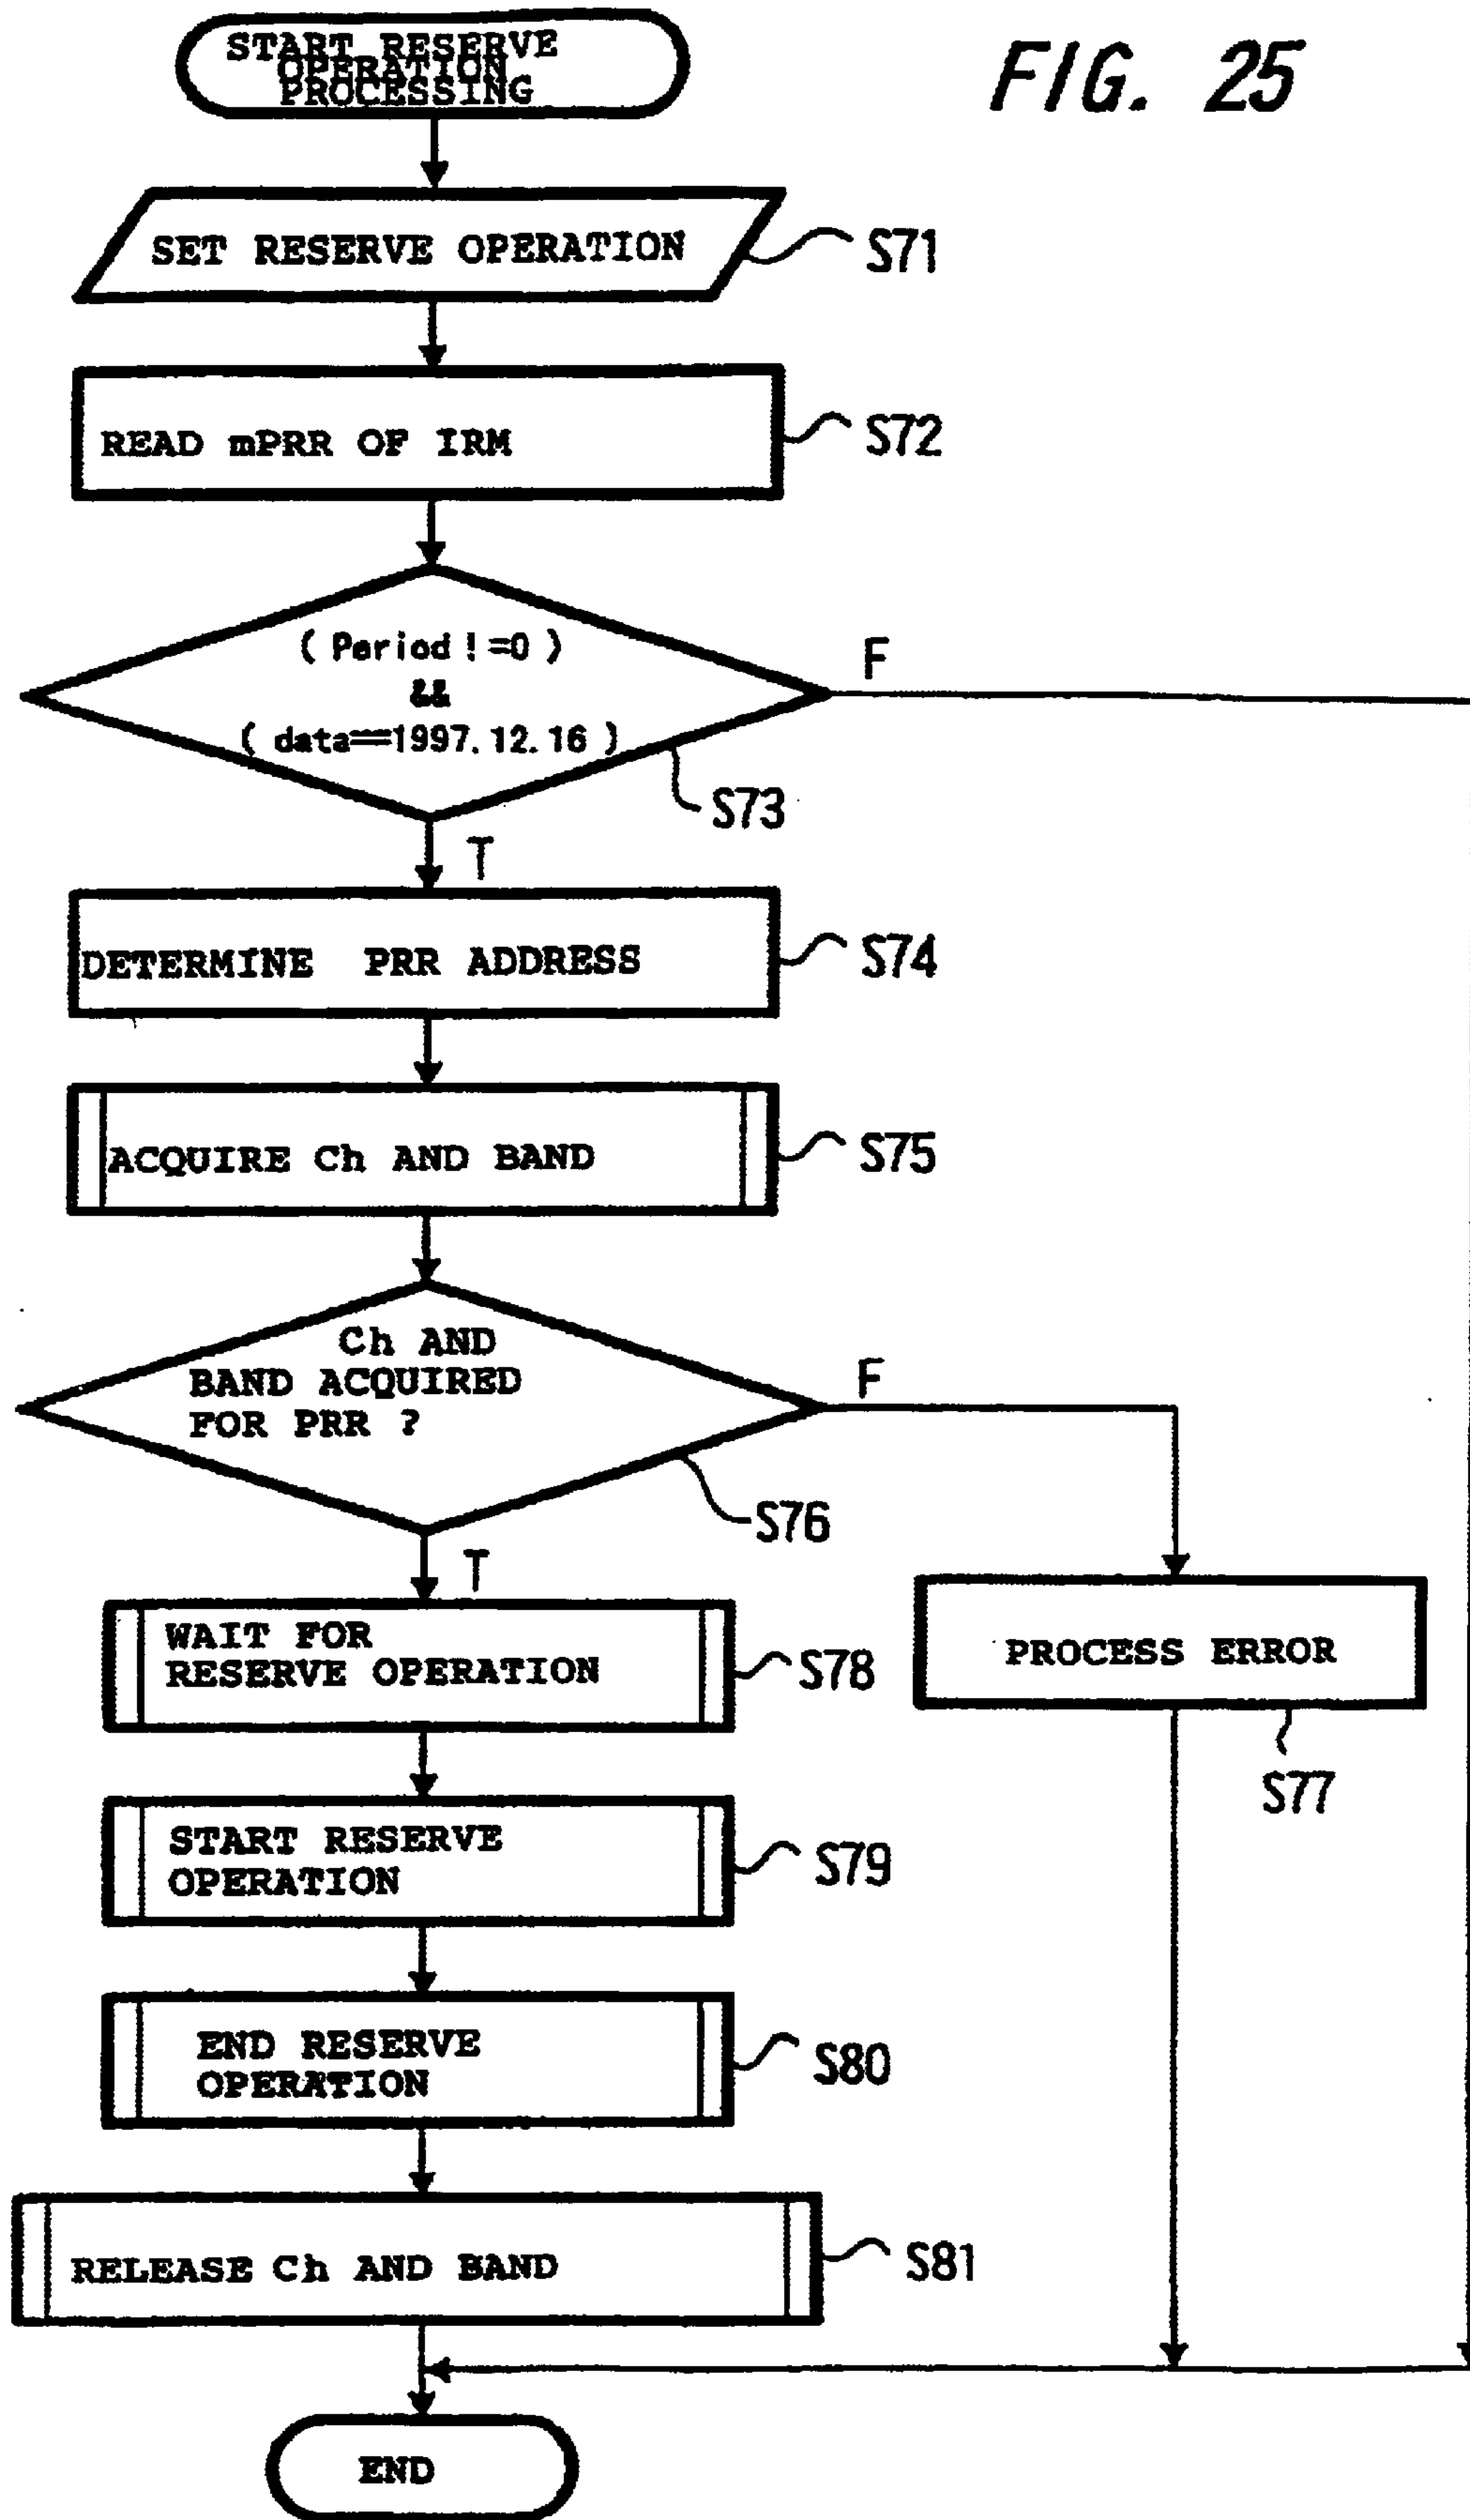 START RESERVE
OPERATION
PROCESSING
FIG. 25
SET RESERVE OPERATION
S71
READ mPRR OF IRM
S72
( Period !=0 )
&&
( data==1997.12.16 )
F
S73
T
DETERMINE PRR ADDRESS
S74
ACQUIRE Ch AND BAND
S75
Ch AND
BAND ACQUIRED
FOR PRR ?
F
S76
T
WAIT FOR
RESERVE OPERATION
S78
PROCESS ERROR
S77
START RESERVE
OPERATION
S79
END RESERVE
OPERATION
S80
RELEASE Ch AND BAND
S81
END